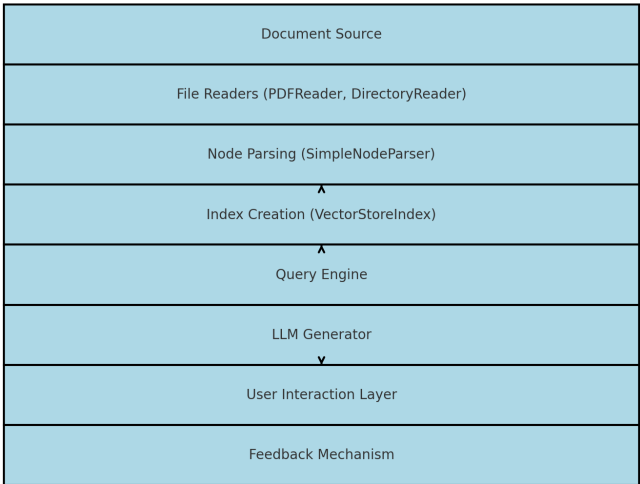 Document Source
File Readers (PDFReader, DirectoryReader)
Node Parsing (SimpleNodeParser)
Index Creation (VectorStoreIndex)
Query Engine
LLM Generator
User Interaction Layer
Feedback Mechanism